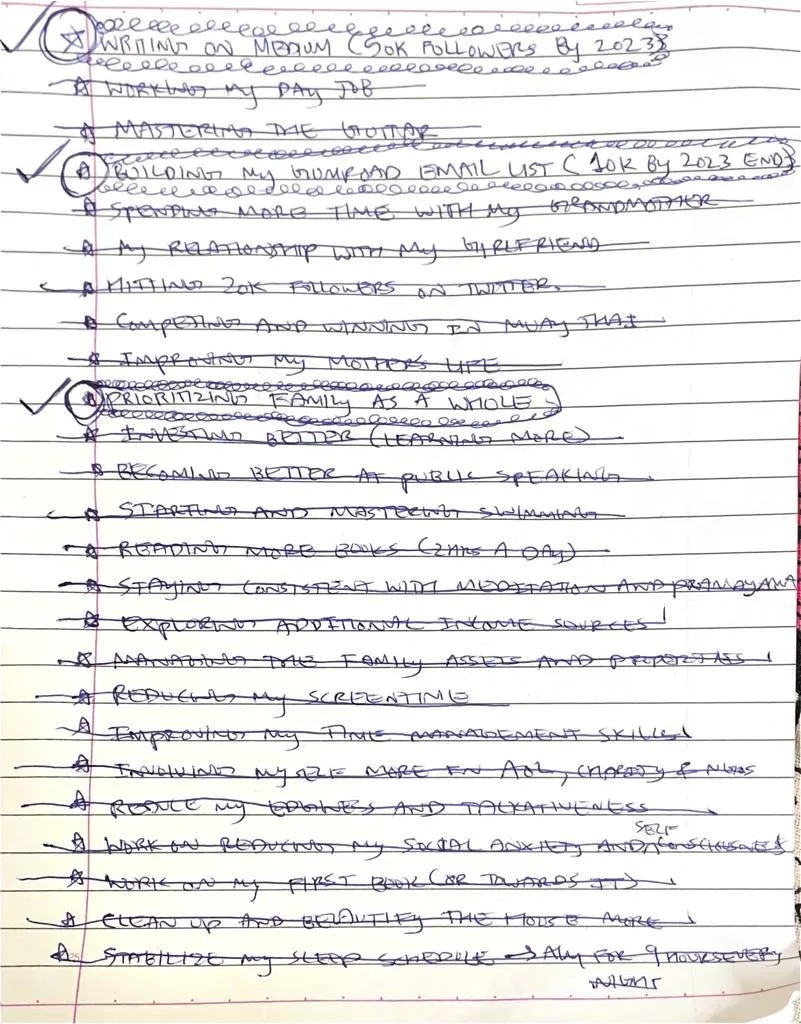 WRITING ON MEDIUM (50K FOLLOWERS BY 2023)
WORKING MY DAY JOB
MASTERING THE GUITAR
BUILDING MY GUMROAD EMAIL LIST (10K BY 2023 END)
SPENDING MORE TIME WITH MY GRANDMOTHER
MY RELATIONSHIP WITH MY GIRLFRIEND
HITTING 20K FOLLOWERS ON TWITTER.
COMPETING AND WINNING IN MUAY THAI
IMPROVING MY MOTHERS LIFE
PRIORITIZING FAMILY AS A WHOLE
INVESTING BETTER (LEARNING MORE)
BECOMING BETTER AT PUBLIC SPEAKING
STARTING AND MASTERING SWIMMING
READING MORE BOOKS (2HRS A DAY)
STAYING CONSISTENT WITH MEDITATION AND PRANAYAMA
EXPLORING ADDITIONAL INCOME SOURCES
MANAGING THE FAMILY ASSETS AND PROPERTIES
REDUCING MY SCREENTIME
IMPROVING MY TIME MANAGEMENT SKILLS
INVOLVING MYSELF MORE IN AOL, CHARITY & NGOS
REDUCE MY EDGINESS AND TALKATIVENESS
WORK ON REDUCING MY SOCIAL ANXIETY AND SELF CONSCIOUSNESS
WORK ON MY FIRST BOOK (OR TOWARDS IT)
CLEAN UP AND BEAUTIFY THE HOUSE MORE
STABILIZE MY SLEEP SCHEDULE → FOR 9 HOURS EVERY
NIGHT